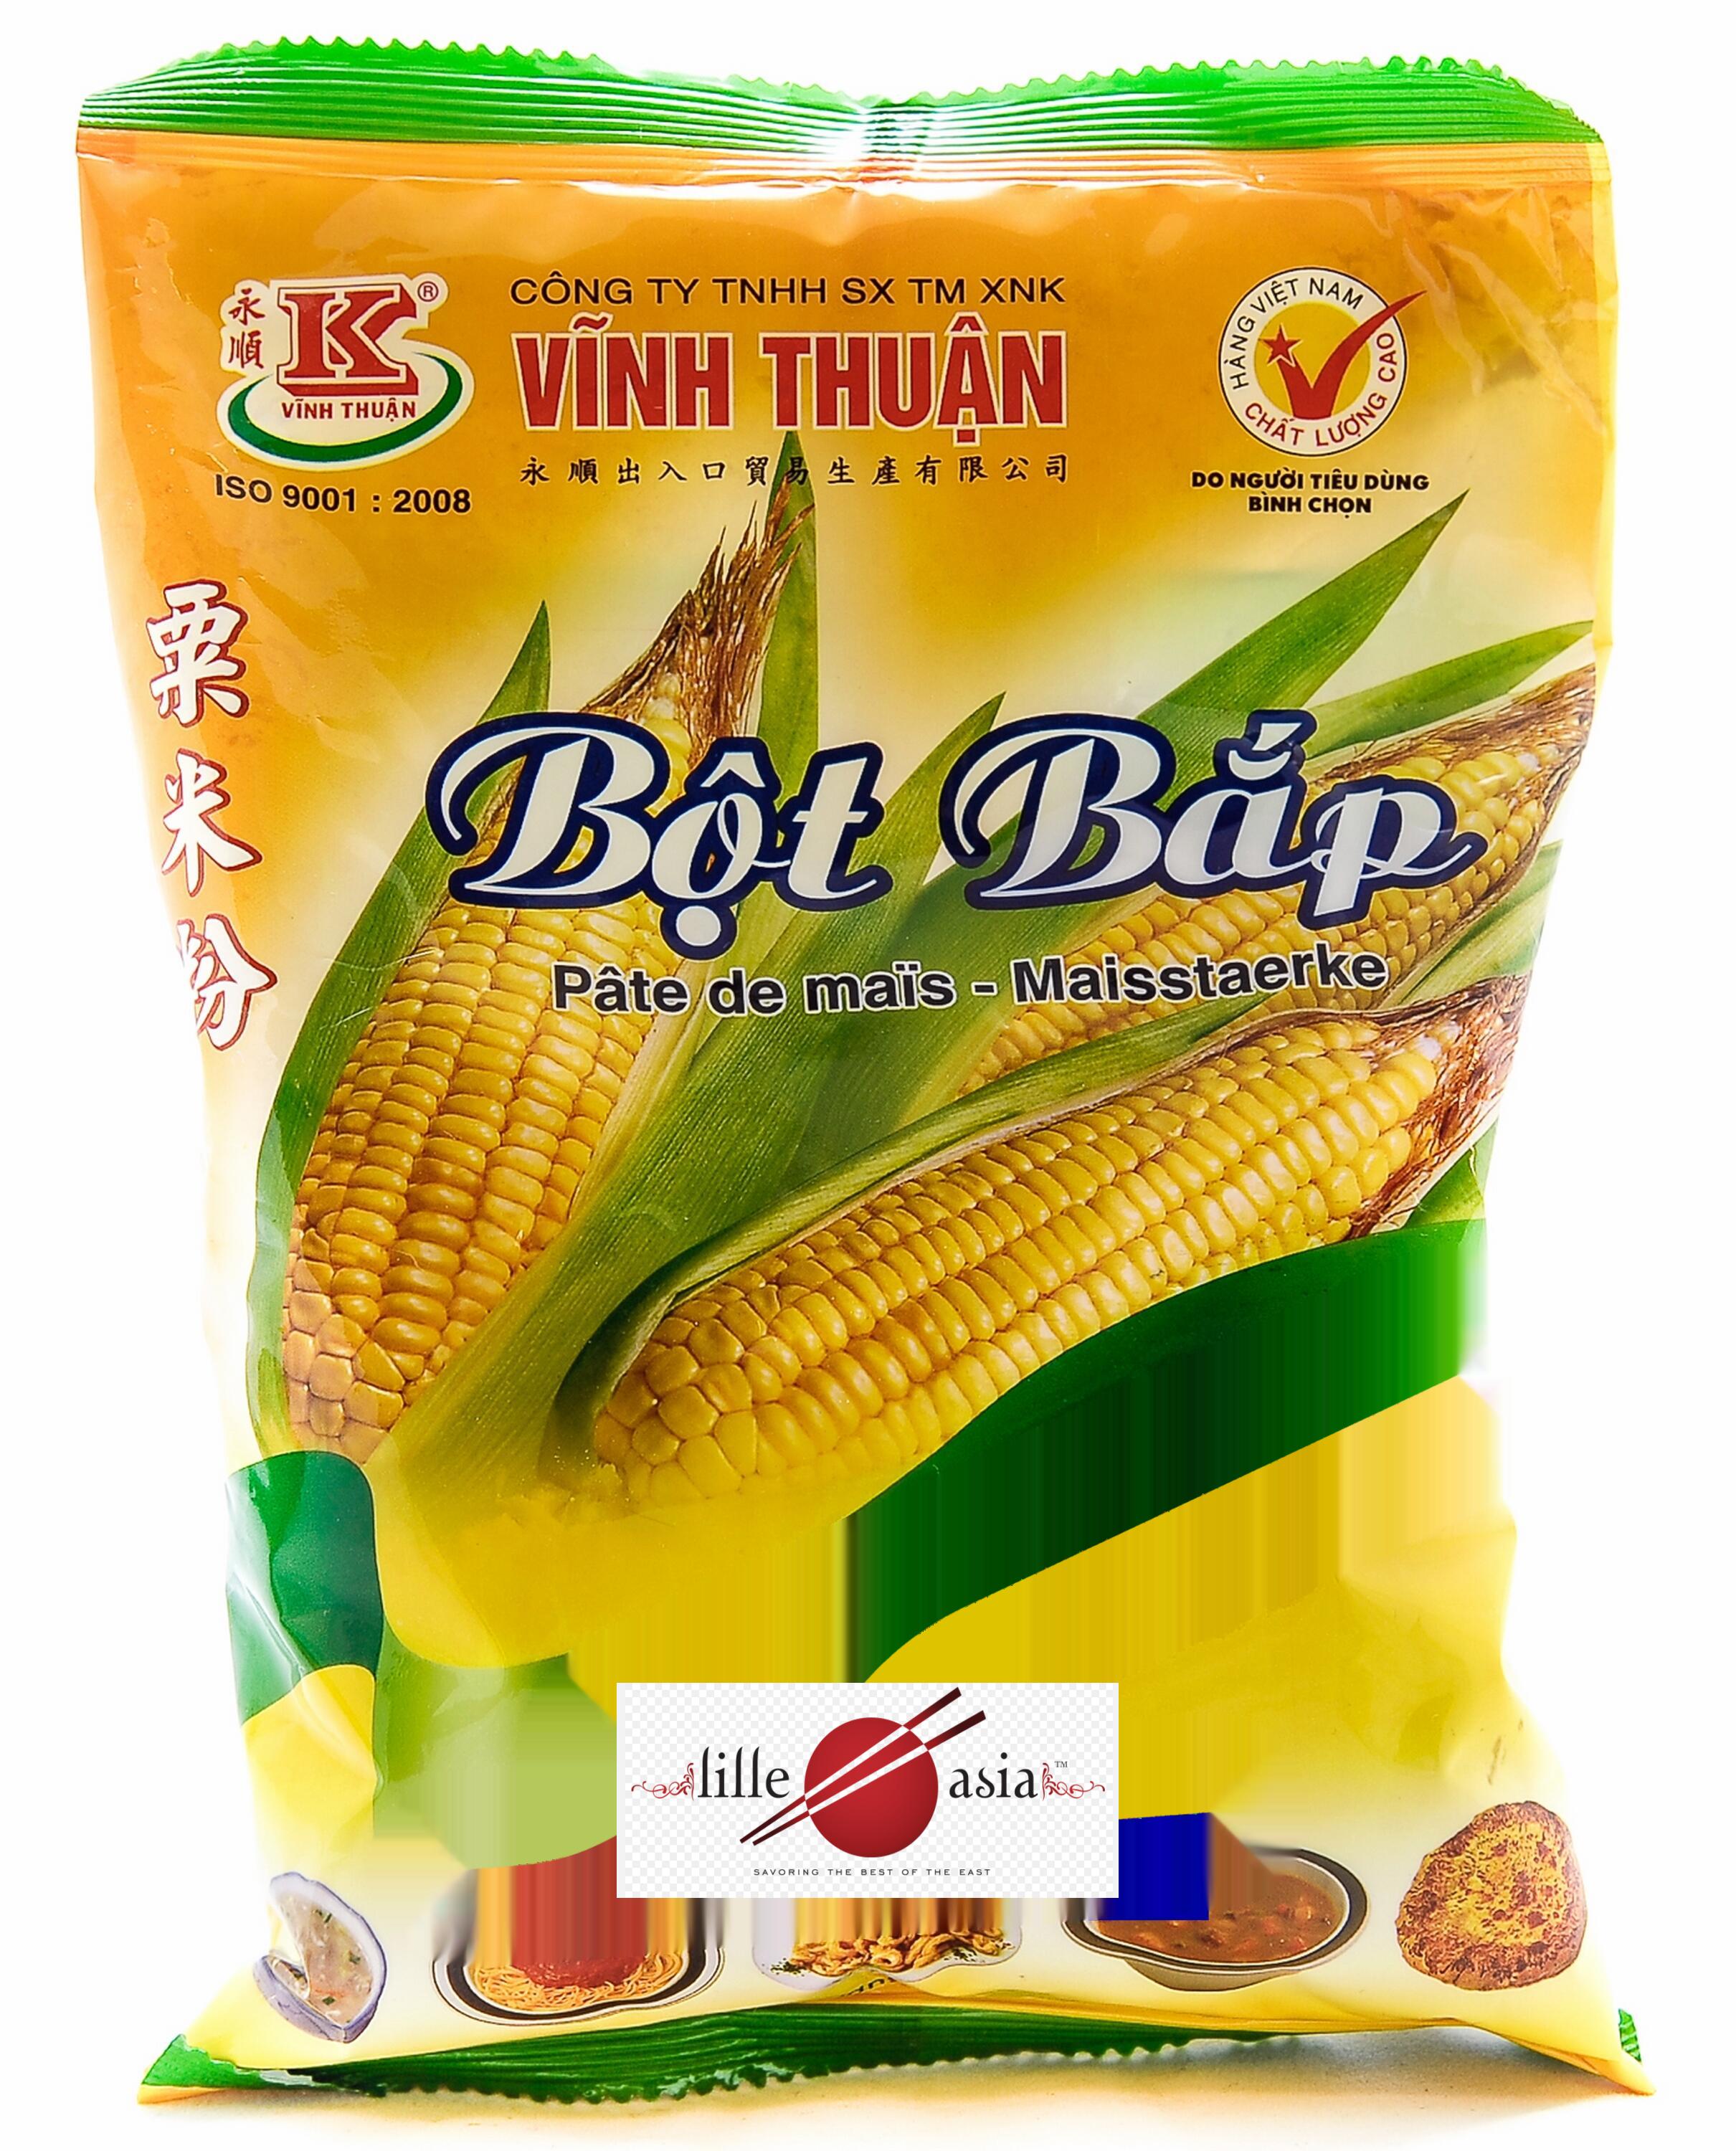 永順
K®
VĨNH THUẬN
ISO 9001 : 2008
CÔNG TY TNHH SX TM XNK
VĨNH THUẬN
永順出入口貿易生產有限公司
HÀNG VIỆT NAM
CHẤT LƯỢNG CAO
DO NGƯỜI TIÊU DÙNG
BÌNH CHỌN
粟米粉
Bột Bắp
Pâte de maïs - Maisstaerke
lille asia™
SAVORING THE BEST OF THE EAST